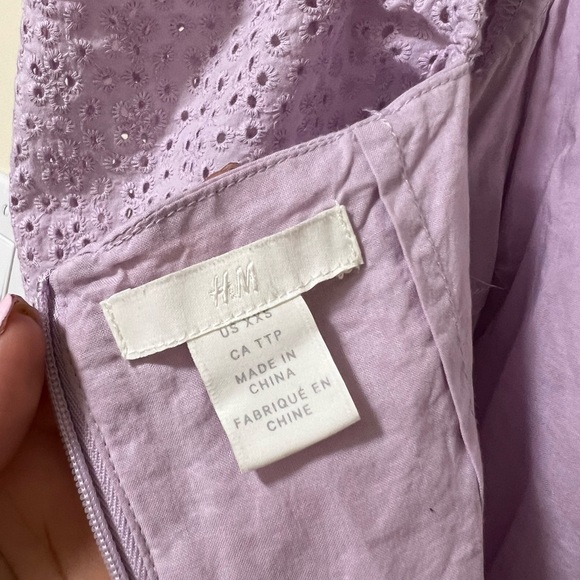 H&M
US XXS
CA TTP
MADE IN
CHINA
FABRIQUÉ EN
CHINE